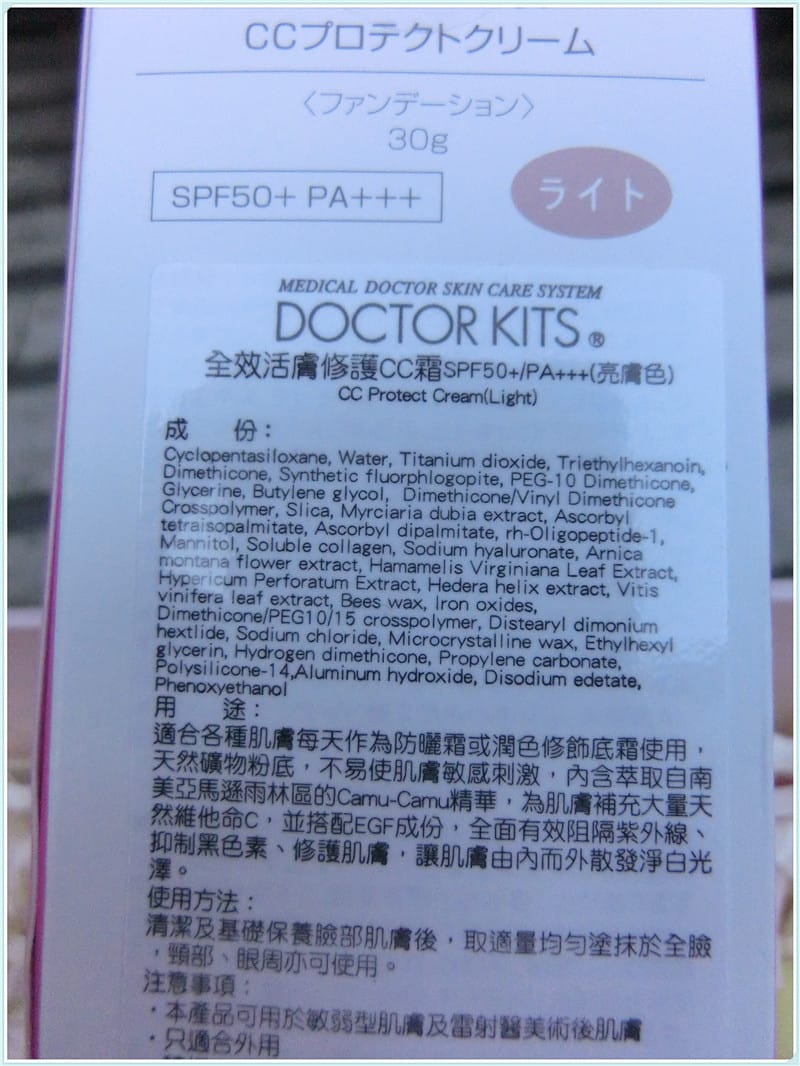 CCプロテクトクリーム
〈ファンデーション〉
30g
SPF50+ PA+++
ライト
MEDICAL DOCTOR SKIN CARE SYSTEM
DOCTOR KITS®
全效活膚修護CC霜SPF50+/PA+++(亮膚色)
CC Protect Cream(Light)
成 份：
Cyclopentasiloxane, Water, Titanium dioxide, Triethylhexanoin,
Dimethicone, Synthetic fluorphlogopite, PEG-10 Dimethicone,
Glycerine, Butylene glycol, Dimethicone/Vinyl Dimethicone
Crosspolymer, Slica, Myrciaria dubia extract, Ascorbyl
tetraisopalmitate, Ascorbyl dipalmitate, rh-Oligopeptide-1,
Mannitol, Soluble collagen, Sodium hyaluronate, Arnica
montana flower extract, Hamamelis Virginiana Leaf Extract,
Hypericum Perforatum Extract, Hedera helix extract, Vitis
vinifera leaf extract, Bees wax, Iron oxides,
Dimethicone/PEG10/15 crosspolymer, Distearyl dimonium
hextlide, Sodium chloride, Microcrystalline wax, Ethylhexyl
glycerin, Hydrogen dimethicone, Propylene carbonate,
Polysilicone-14,Aluminum hydroxide, Disodium edetate,
Phenoxyethanol
用 途：
適合各種肌膚每天作為防曬霜或潤色修飾底霜使用，
天然礦物粉底，不易使肌膚敏感刺激，內含萃取自南
美亞馬遜雨林區的Camu-Camu精華，為肌膚補充大量天
然維他命C，並搭配EGF成份，全面有效阻隔紫外線、
抑制黑色素、修護肌膚，讓肌膚由內而外散發淨白光
澤。
使用方法：
清潔及基礎保養臉部肌膚後，取適量均勻塗抹於全臉
，頸部、眼周亦可使用。
注意事項：
・本產品可用於敏弱型肌膚及雷射醫美術後肌膚
・只適合外用